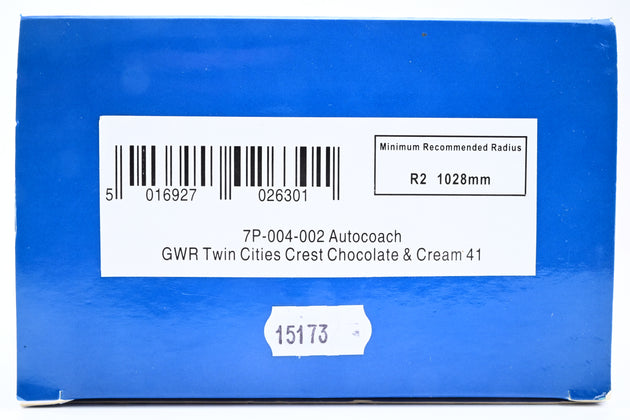 Minimum Recommended Radius
R2 1028mm
5 016927 026301
7P-004-002 Autocoach
GWR Twin Cities Crest Chocolate & Cream 41
15173